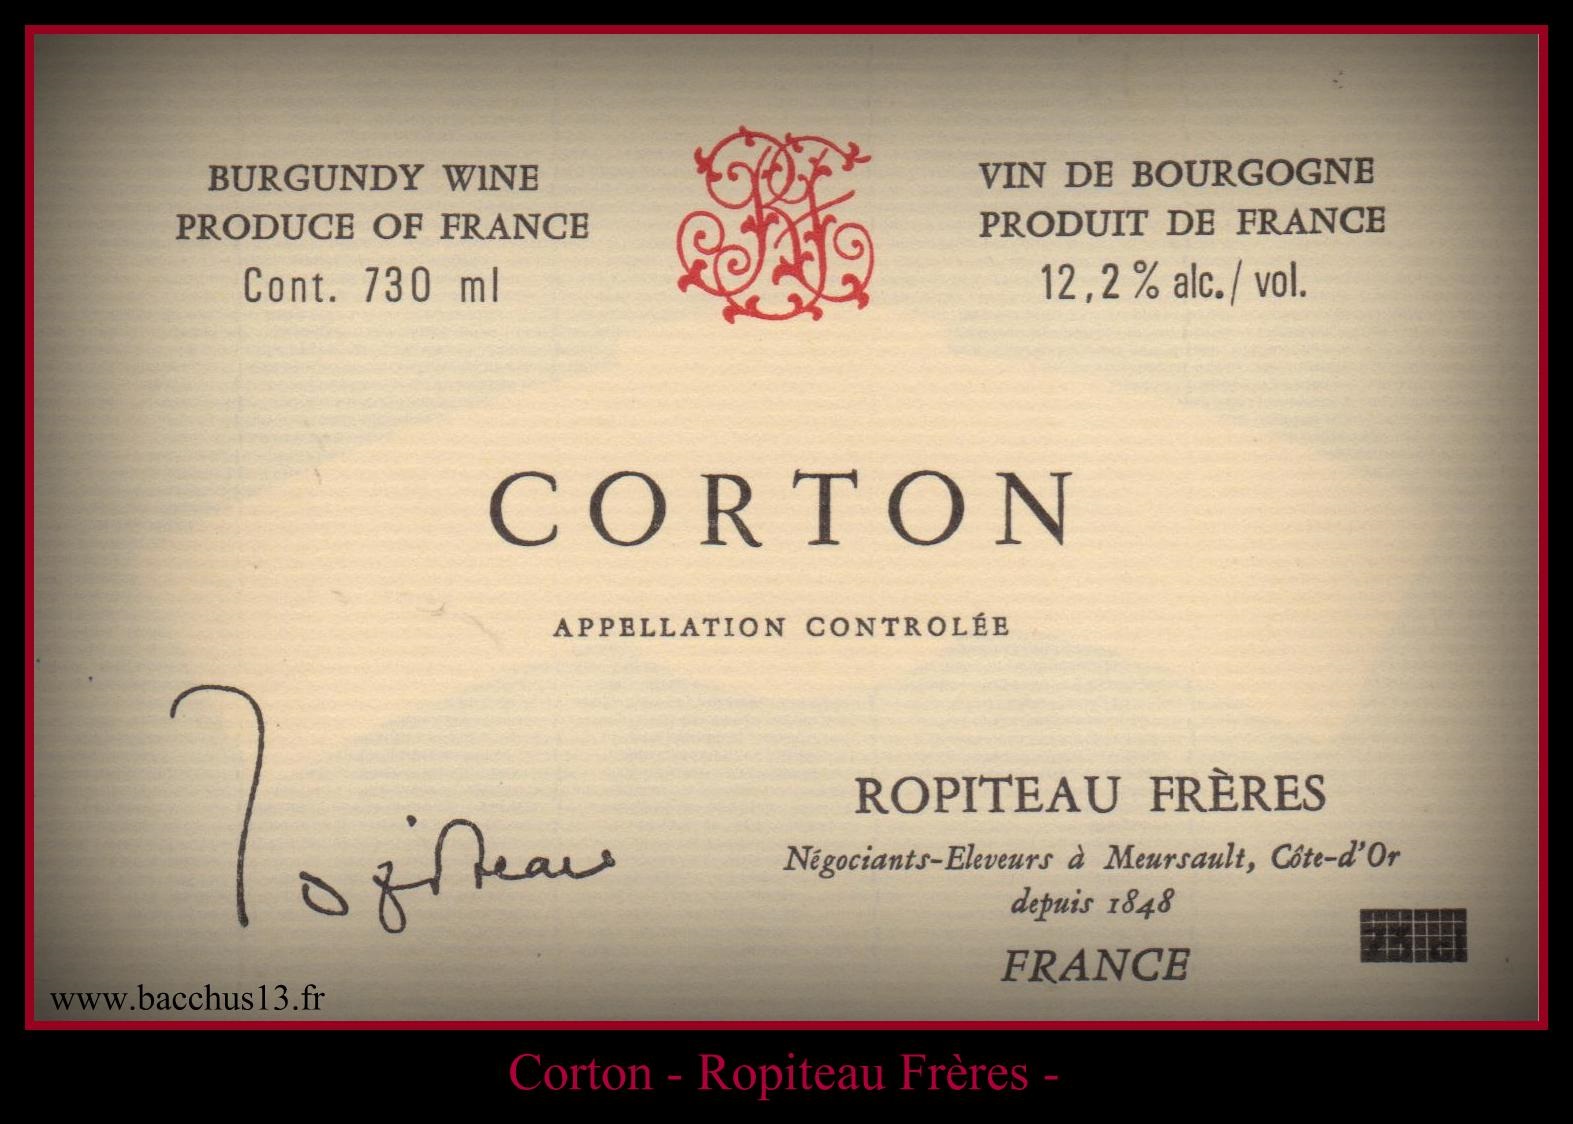 BURGUNDY WINE
PRODUCE OF FRANCE
Cont. 730 ml
VIN DE BOURGOGNE
PRODUIT DE FRANCE
12,2 % alc./ vol.
CORTON
APPELLATION CONTROLÉE
Ropiteau
ROPITEAU FRÈRES
Négociants-Eleveurs à Meursault, Côte-d'Or
depuis 1848
FRANCE
www.bacchus13.fr
Corton - Ropiteau Frères -